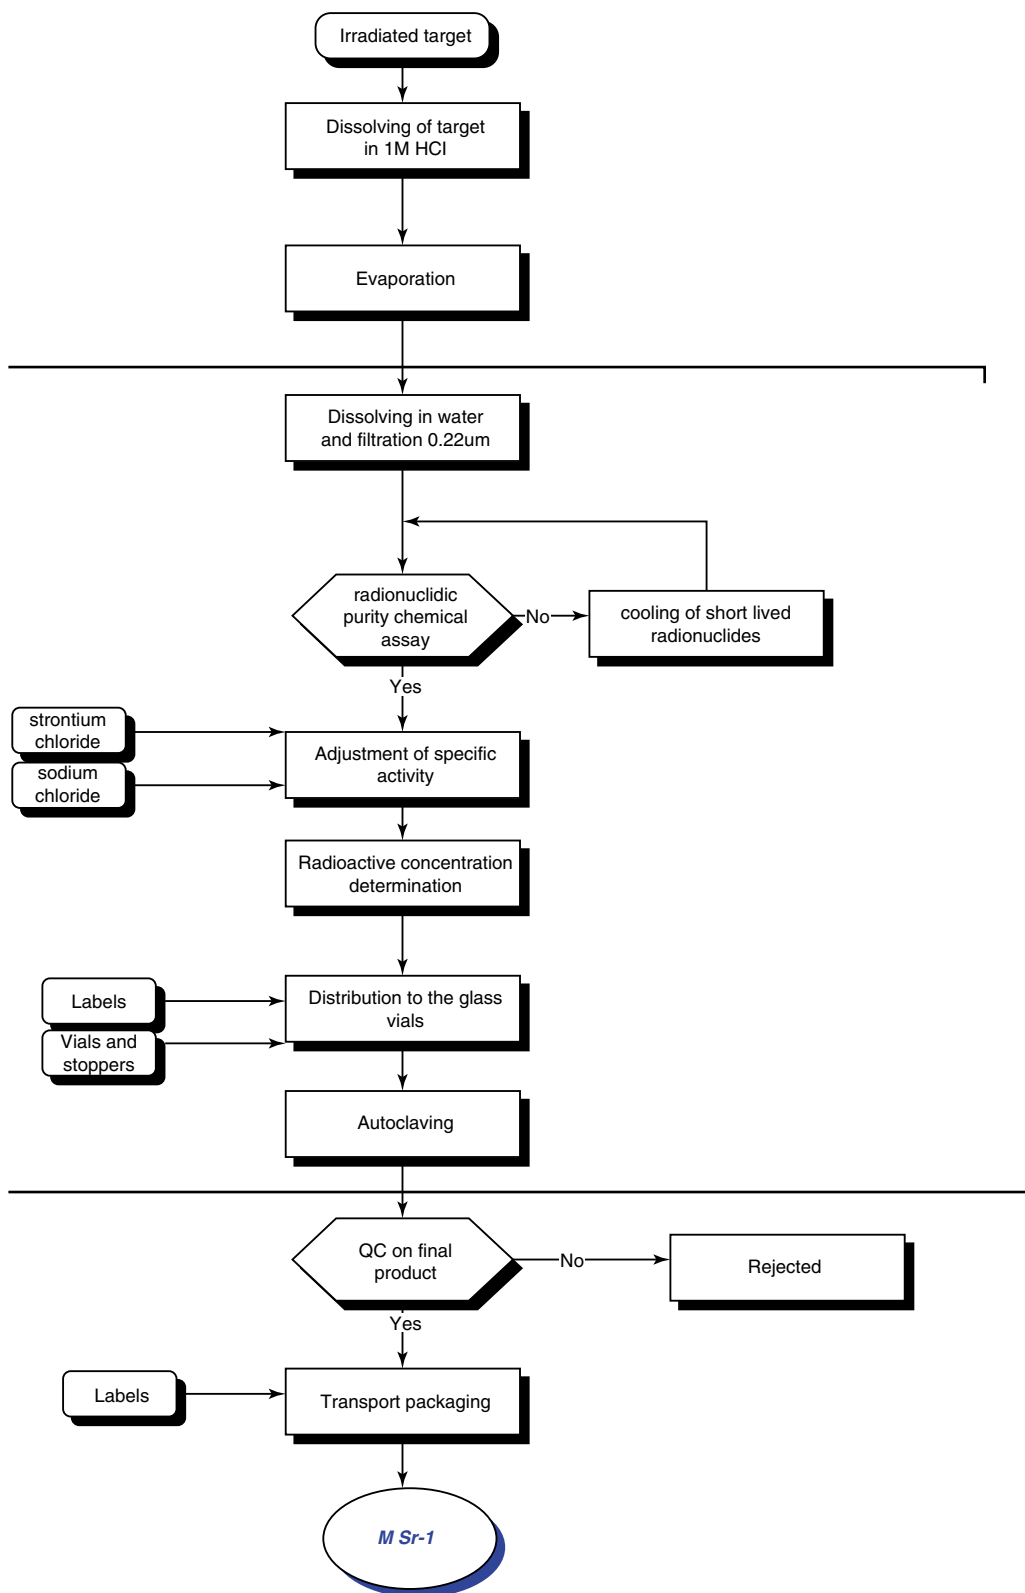 Irradiated target
Dissolving of target
in 1M HCl
Evaporation
Dissolving in water
and filtration 0.22um
radionuclidic
purity chemical
assay
No
cooling of short lived
radionuclides
Yes
strontium
chloride
sodium
chloride
Adjustment of specific
activity
Radioactive concentration
determination
Labels
Vials and
stoppers
Distribution to the glass
vials
Autoclaving
QC on final
product
No
Rejected
Yes
Labels
Transport packaging
M Sr-1